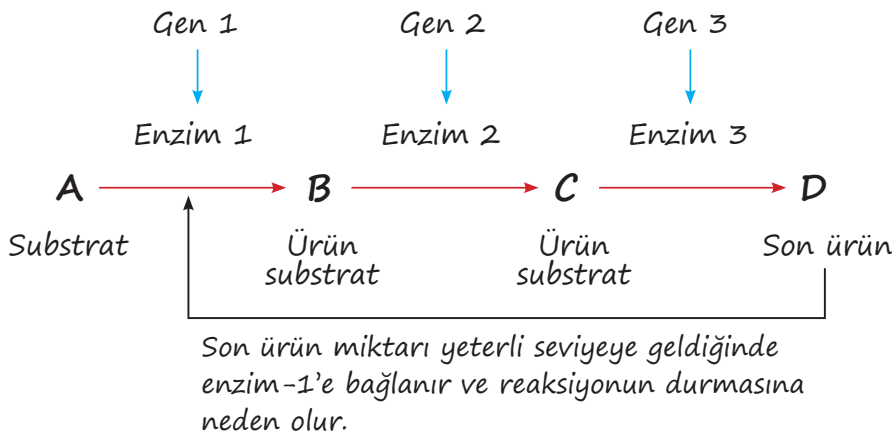 Gen 1 Gen 2 Gen 3
Enzim 1 Enzim 2 Enzim 3
A B C D
Substrat Ürün substrat Ürün substrat Son ürün
Son ürün miktarı yeterli seviyeye geldiğinde
enzim-1’e bağlanır ve reaksiyonun durmasına
neden olur.